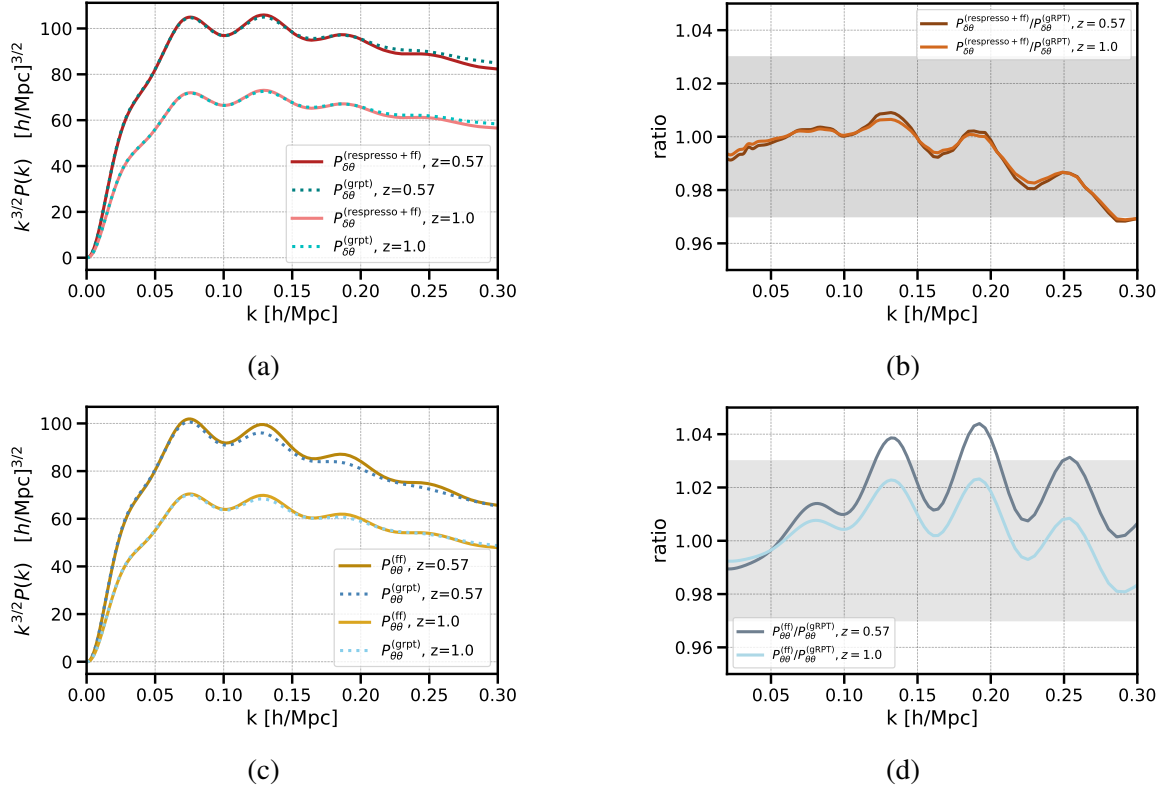 k^{3/2}P(k) [h/Mpc]^{3/2}
100
80
60
40
20
0
0.00 0.05 0.10 0.15 0.20 0.25 0.30
k [h/Mpc]
P_{δθ}^{(respresso+ff)}, z=0.57
P_{δθ}^{(grpt)}, z=0.57
P_{δθ}^{(respresso+ff)}, z=1.0
P_{δθ}^{(grpt)}, z=1.0
(a)
ratio
1.04
1.02
1.00
0.98
0.96
0.05 0.10 0.15 0.20 0.25 0.30
k [h/Mpc]
P_{δθ}^{(respresso+ff)}/P_{δθ}^{(gRPT)}, z = 0.57
P_{δθ}^{(respresso+ff)}/P_{δθ}^{(gRPT)}, z = 1.0
(b)
k^{3/2}P(k) [h/Mpc]^{3/2}
100
80
60
40
20
0
0.00 0.05 0.10 0.15 0.20 0.25 0.30
k [h/Mpc]
P_{θθ}^{(ff)}, z=0.57
P_{θθ}^{(grpt)}, z=0.57
P_{θθ}^{(ff)}, z=1.0
P_{θθ}^{(grpt)}, z=1.0
(c)
ratio
1.04
1.02
1.00
0.98
0.96
0.05 0.10 0.15 0.20 0.25 0.30
k [h/Mpc]
P_{θθ}^{(ff)}/P_{θθ}^{(gRPT)}, z = 0.57
P_{θθ}^{(ff)}/P_{θθ}^{(gRPT)}, z = 1.0
(d)